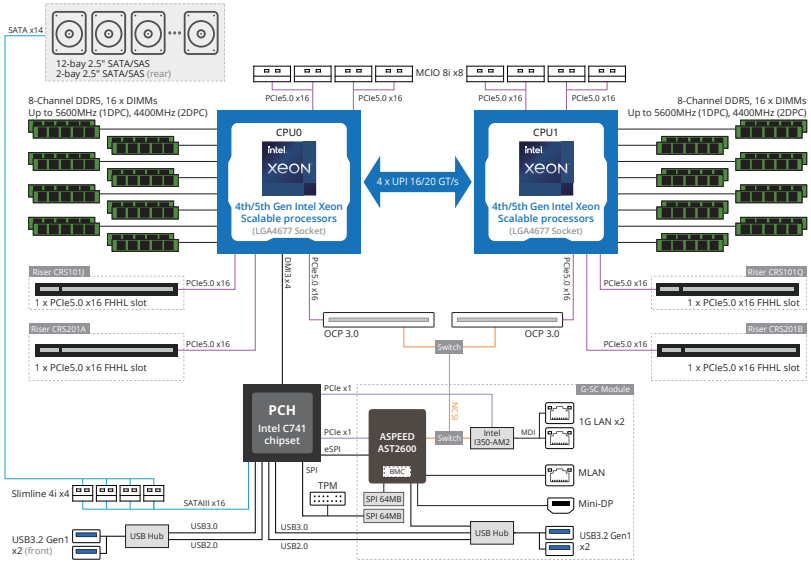 SATA x14
12-bay 2.5" SATA/SAS
2-bay 2.5" SATA/SAS (rear)
MCIO 8i x8
PCIe5.0 x16
PCIe5.0 x16
PCIe5.0 x16
PCIe5.0 x16
8-Channel DDR5, 16 x DIMMs
Up to 5600MHz (1DPC), 4400MHz (2DPC)
8-Channel DDR5, 16 x DIMMs
Up to 5600MHz (1DPC), 4400MHz (2DPC)
CPU0
intel
XEON
4th/5th Gen Intel Xeon
Scalable processors
(LGA4677 Socket)
4 x UPI 16/20 GT/s
CPU1
intel
XEON
4th/5th Gen Intel Xeon
Scalable processors
(LGA4677 Socket)
Riser CRS101J
PCIe5.0 x16
1 x PCIe5.0 x16 FHHL slot
DMI3 x4
PCIe5.0
x16
PCIe5.0
x16
Riser CRS101Q
PCIe5.0 x16
1 x PCIe5.0 x16 FHHL slot
Riser CRS201A
PCIe5.0 x16
1 x PCIe5.0 x16 FHHL slot
OCP 3.0
OCP 3.0
Switch
Riser CRS201B
PCIe5.0 x16
1 x PCIe5.0 x16 FHHL slot
PCH
Intel C741
chipset
PCIe x1
PCIe x1
eSPI
SPI
G-SC Module
NCSI
ASPEED
AST2600
BMC
Switch
Intel
I350-AM2
MDI
1G LAN x2
MLAN
Mini-DP
TPM
SPI 64MB
SPI 64MB
Slimline 4i x4
SATAIII x16
USB3.2 Gen1
x2 (front)
USB Hub
USB3.0
USB2.0
USB3.0
USB2.0
USB Hub
USB3.2 Gen1
x2